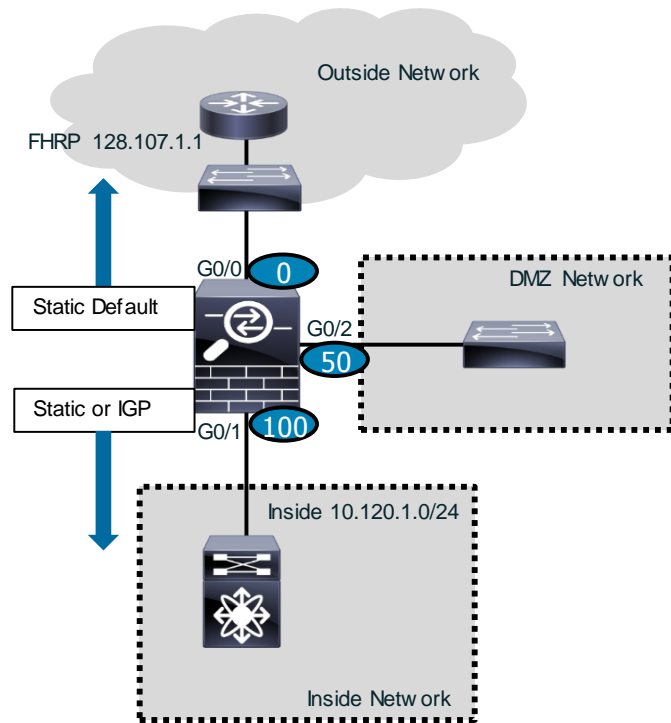 Outside Network
FHRP 128.107.1.1
G0/0
0
Static Default
DMZ Network
G0/2
50
Static or IGP
G0/1
100
Inside 10.120.1.0/24
Inside Network